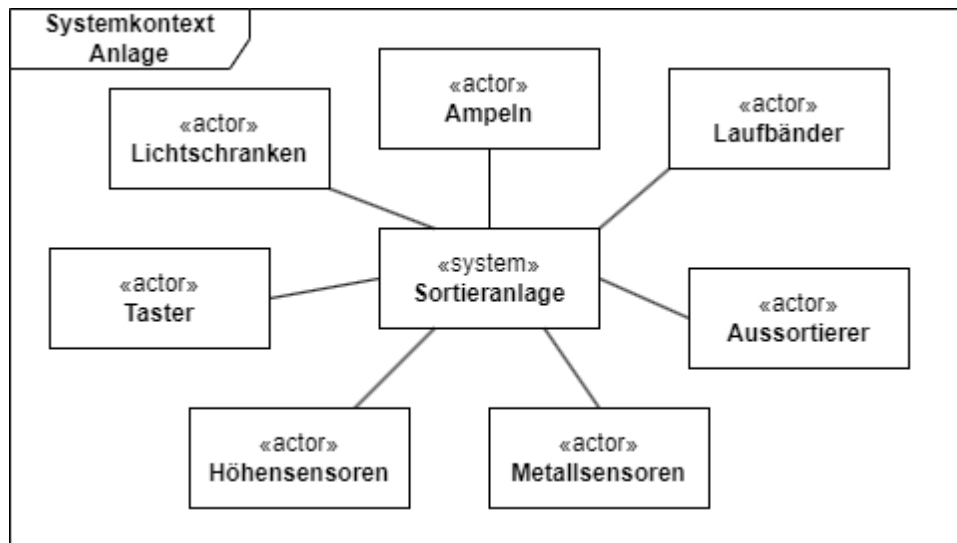 Systemkontext
Anlage
«actor»
Ampeln
«actor»
Laufbänder
«actor»
Lichtschranken
«system»
Sortieranlage
«actor»
Taster
«actor»
Aussortierer
«actor»
Höhensensoren
«actor»
Metallsensoren